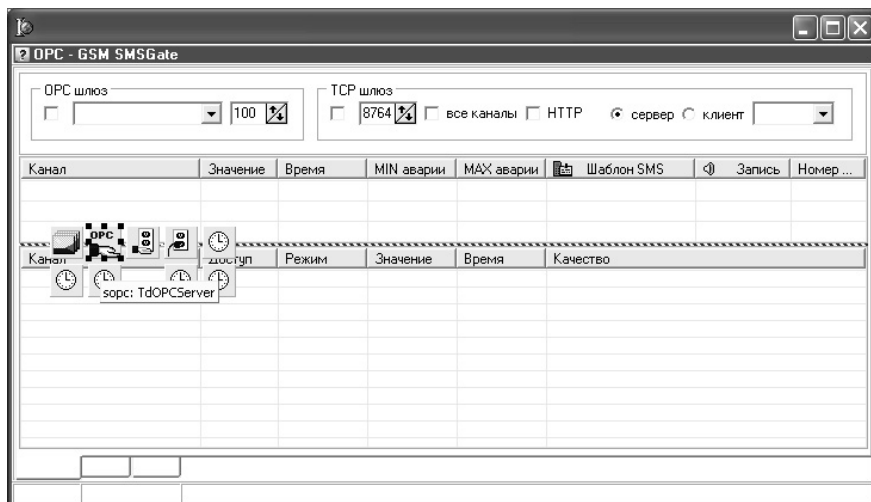 OPC - GSM SMSGate
OPC шлюз
TCP шлюз
100
8764
все каналы
HTTP
сервер
клиент
Канал Значение Время MIN аварии MAX аварии Шаблон SMS Запись Номер ...
OPC
Канал Доступ Режим Значение Время Качество
sopc: TdOPCServer